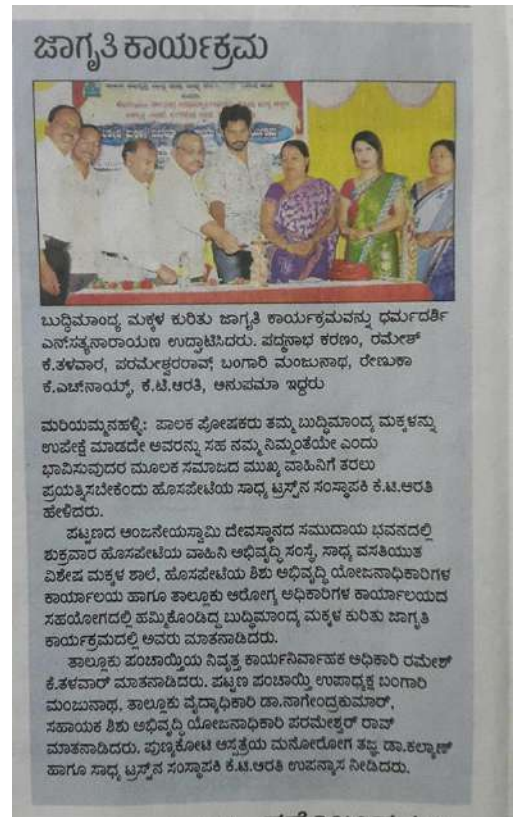 ಜಾಗೃತಿ ಕಾರ್ಯಕ್ರಮ
ಬುದ್ಧಿಮಾಂದ್ಯ ಮಕ್ಕಳ ಕುರಿತು ಜಾಗೃತಿ ಕಾರ್ಯಕ್ರಮವನ್ನು ಧರ್ಮದರ್ಶಿ
ಎನ್.ಸತ್ಯನಾರಾಯಣ ಉದ್ಘಾಟಿಸಿದರು. ಪದ್ಮನಾಭ ಕರಣಂ, ರಮೇಶ್
ಕೆ.ತಳವಾರ, ಪರಮೇಶ್ವರರಾವ್, ಬಂಗಾರಿ ಮಂಜುನಾಥ, ರೇಣುಕಾ
ಕೆ.ಎಚ್.ನಾಯ್ಕ್, ಕೆ.ಟಿ.ಆರತಿ, ಅನುಪಮಾ ಇದ್ದರು
ಮರಿಯಮ್ಮನಹಳ್ಳಿ: ಪಾಲಕ ಪೋಷಕರು ತಮ್ಮ ಬುದ್ಧಿಮಾಂದ್ಯ ಮಕ್ಕಳನ್ನು
ಉಪೇಕ್ಷೆ ಮಾಡದೇ ಅವರನ್ನು ಸಹ ನಮ್ಮ ನಿಮ್ಮಂತೆಯೇ ಎಂದು
ಭಾವಿಸುವುದರ ಮೂಲಕ ಸಮಾಜದ ಮುಖ್ಯ ವಾಹಿನಿಗೆ ತರಲು
ಪ್ರಯತ್ನಿಸಬೇಕೆಂದು ಹೊಸಪೇಟೆಯ ಸಾಧ್ಯ ಟ್ರಸ್ಟ್‌ನ ಸಂಸ್ಥಾಪಕಿ ಕೆ.ಟಿ.ಆರತಿ
ಹೇಳಿದರು.
ಪಟ್ಟಣದ ಆಂಜನೇಯಸ್ವಾಮಿ ದೇವಸ್ಥಾನದ ಸಮುದಾಯ ಭವನದಲ್ಲಿ
ಶುಕ್ರವಾರ ಹೊಸಪೇಟೆಯ ವಾಹಿನಿ ಅಭಿವೃದ್ಧಿ ಸಂಸ್ಥೆ, ಸಾಧ್ಯ ವಸತಿಯುತ
ವಿಶೇಷ ಮಕ್ಕಳ ಶಾಲೆ, ಹೊಸಪೇಟೆಯ ಶಿಶು ಅಭಿವೃದ್ಧಿ ಯೋಜನಾಧಿಕಾರಿಗಳ
ಕಾರ್ಯಾಲಯ ಹಾಗೂ ತಾಲ್ಲೂಕು ಆರೋಗ್ಯ ಅಧಿಕಾರಿಗಳ ಕಾರ್ಯಾಲಯದ
ಸಹಯೋಗದಲ್ಲಿ ಹಮ್ಮಿಕೊಂಡಿದ್ದ ಬುದ್ಧಿಮಾಂದ್ಯ ಮಕ್ಕಳ ಕುರಿತು ಜಾಗೃತಿ
ಕಾರ್ಯಕ್ರಮದಲ್ಲಿ ಅವರು ಮಾತನಾಡಿದರು.
ತಾಲ್ಲೂಕು ಪಂಚಾಯ್ತಿಯ ನಿವೃತ್ತ ಕಾರ್ಯನಿರ್ವಾಹಕ ಅಧಿಕಾರಿ ರಮೇಶ್
ಕೆ.ತಳವಾರ್ ಮಾತನಾಡಿದರು. ಪಟ್ಟಣ ಪಂಚಾಯ್ತಿ ಉಪಾಧ್ಯಕ್ಷ ಬಂಗಾರಿ
ಮಂಜುನಾಥ, ತಾಲ್ಲೂಕು ವೈದ್ಯಾಧಿಕಾರಿ ಡಾ.ನಾಗೇಂದ್ರಕುಮಾರ್,
ಸಹಾಯಕ ಶಿಶು ಅಭಿವೃದ್ಧಿ ಯೋಜನಾಧಿಕಾರಿ ಪರಮೇಶ್ವರ್ ರಾವ್
ಮಾತನಾಡಿದರು. ಪುಣ್ಯಕೋಟಿ ಆಸ್ಪತ್ರೆಯ ಮನೋರೋಗ ತಜ್ಞ ಡಾ.ಕಲ್ಯಾಣ್
ಹಾಗೂ ಸಾಧ್ಯ ಟ್ರಸ್ಟ್‌ನ ಸಂಸ್ಥಾಪಕಿ ಕೆ.ಟಿ.ಆರತಿ ಉಪನ್ಯಾಸ ನೀಡಿದರು.